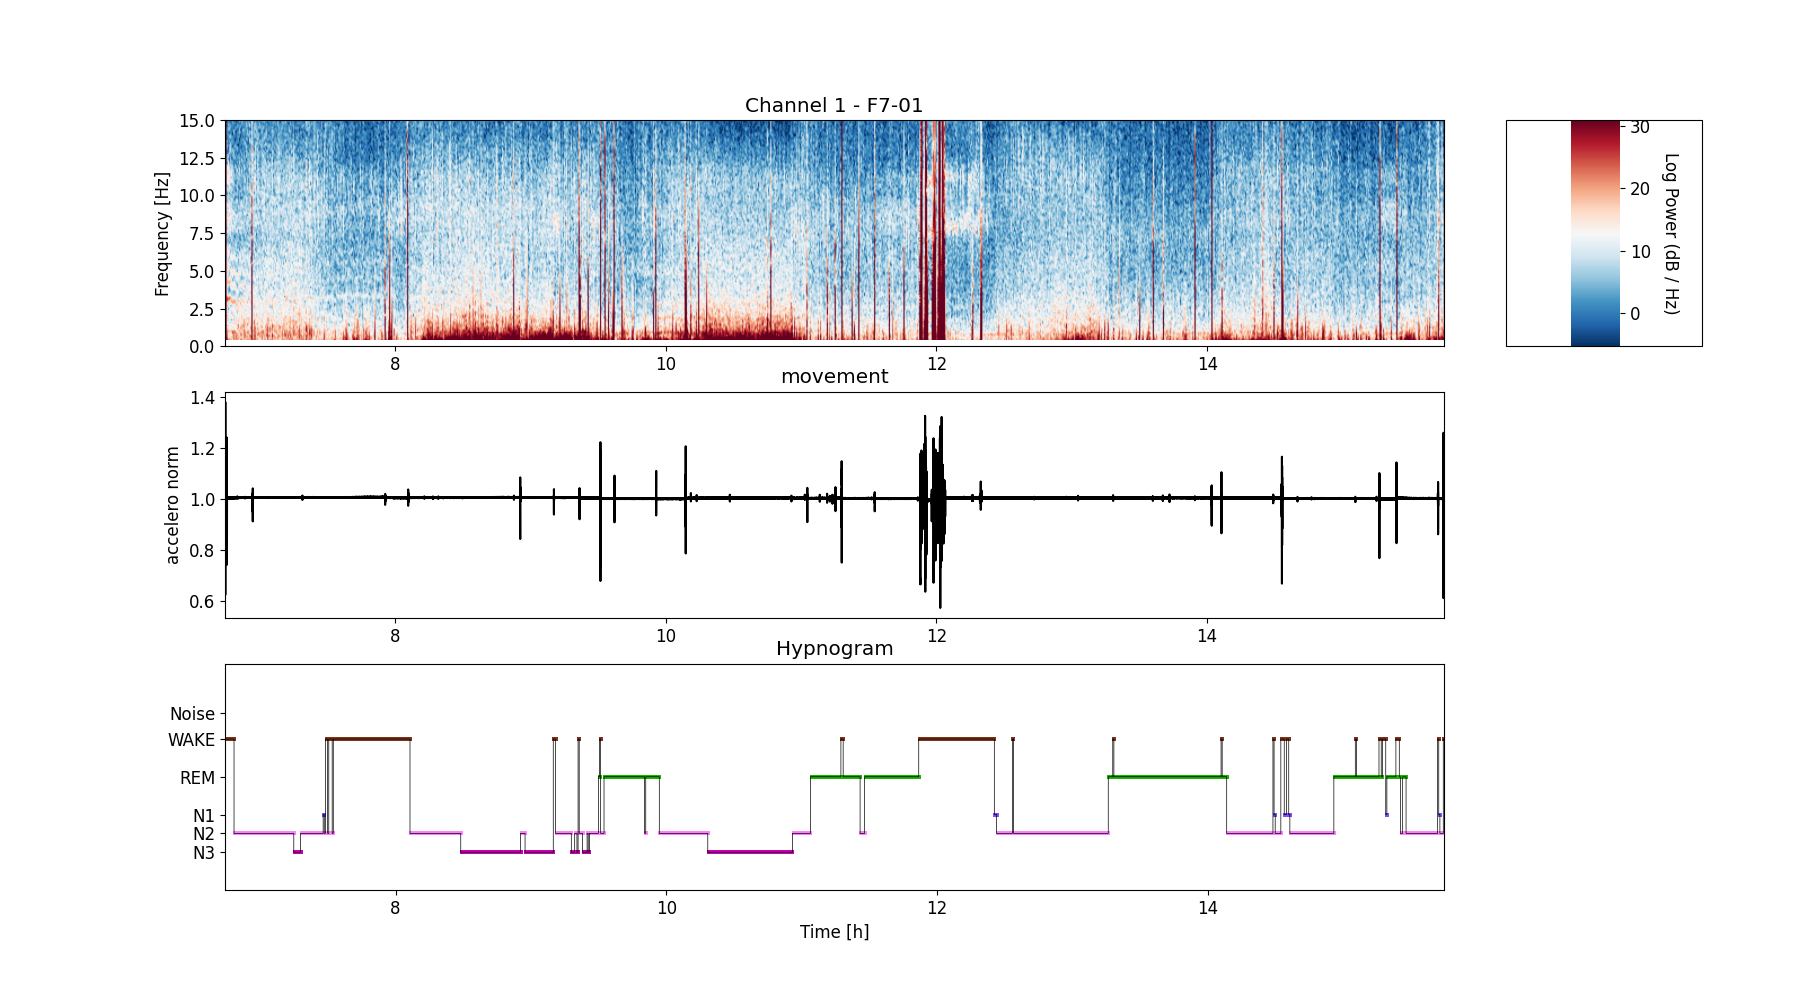 Channel 1 - F7-01
15.0
12.5
10.0
7.5
5.0
2.5
0.0
Frequency [Hz]
8 10 12 14
30
20
10
0
Log Power (dB / Hz)
movement
1.4
1.2
1.0
0.8
0.6
accelero norm
8 10 12 14
Hypnogram
Noise
WAKE
REM
N1
N2
N3
8 10 12 14
Time [h]